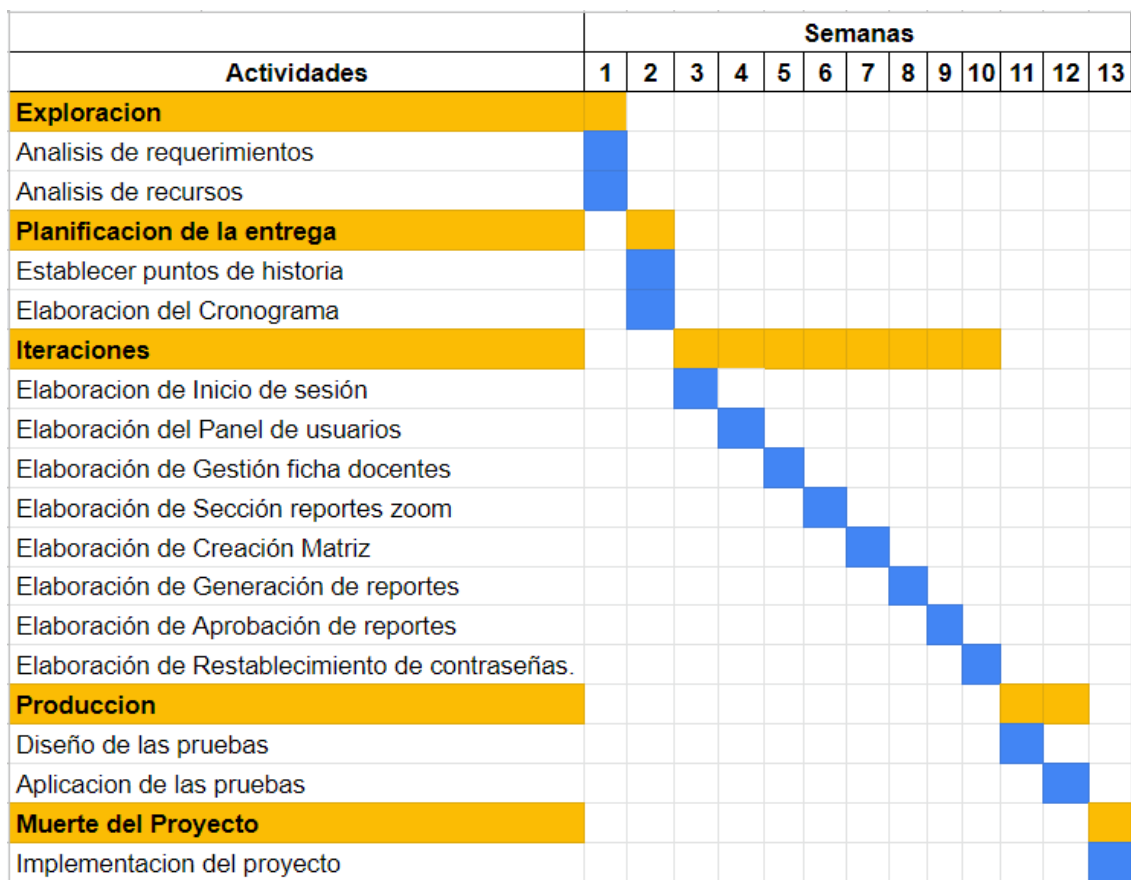 Semanas
Actividades 1 2 3 4 5 6 7 8 9 10 11 12 13
Exploracion
Analisis de requerimientos
Analisis de recursos
Planificacion de la entrega
Establecer puntos de historia
Elaboracion del Cronograma
Iteraciones
Elaboracion de Inicio de sesión
Elaboración del Panel de usuarios
Elaboración de Gestión ficha docentes
Elaboración de Sección reportes zoom
Elaboración de Creación Matriz
Elaboración de Generación de reportes
Elaboración de Aprobación de reportes
Elaboración de Restablecimiento de contraseñas.
Produccion
Diseño de las pruebas
Aplicacion de las pruebas
Muerte del Proyecto
Implementacion del proyecto